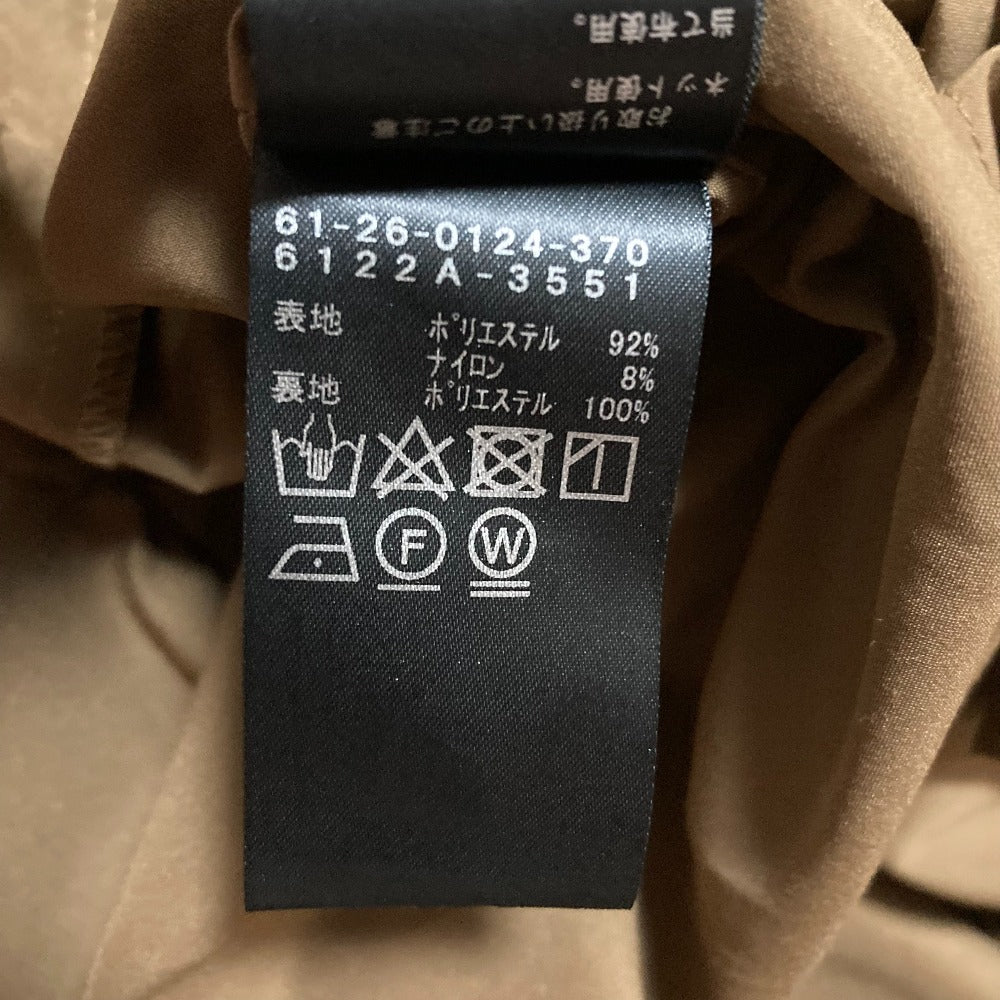 お取り扱い上のご注意
ネット使用。
当て布使用。
61-26-0124-370
6122A-3551
表地 ポリエステル 92%
ナイロン 8%
裏地 ポリエステル 100%
F W